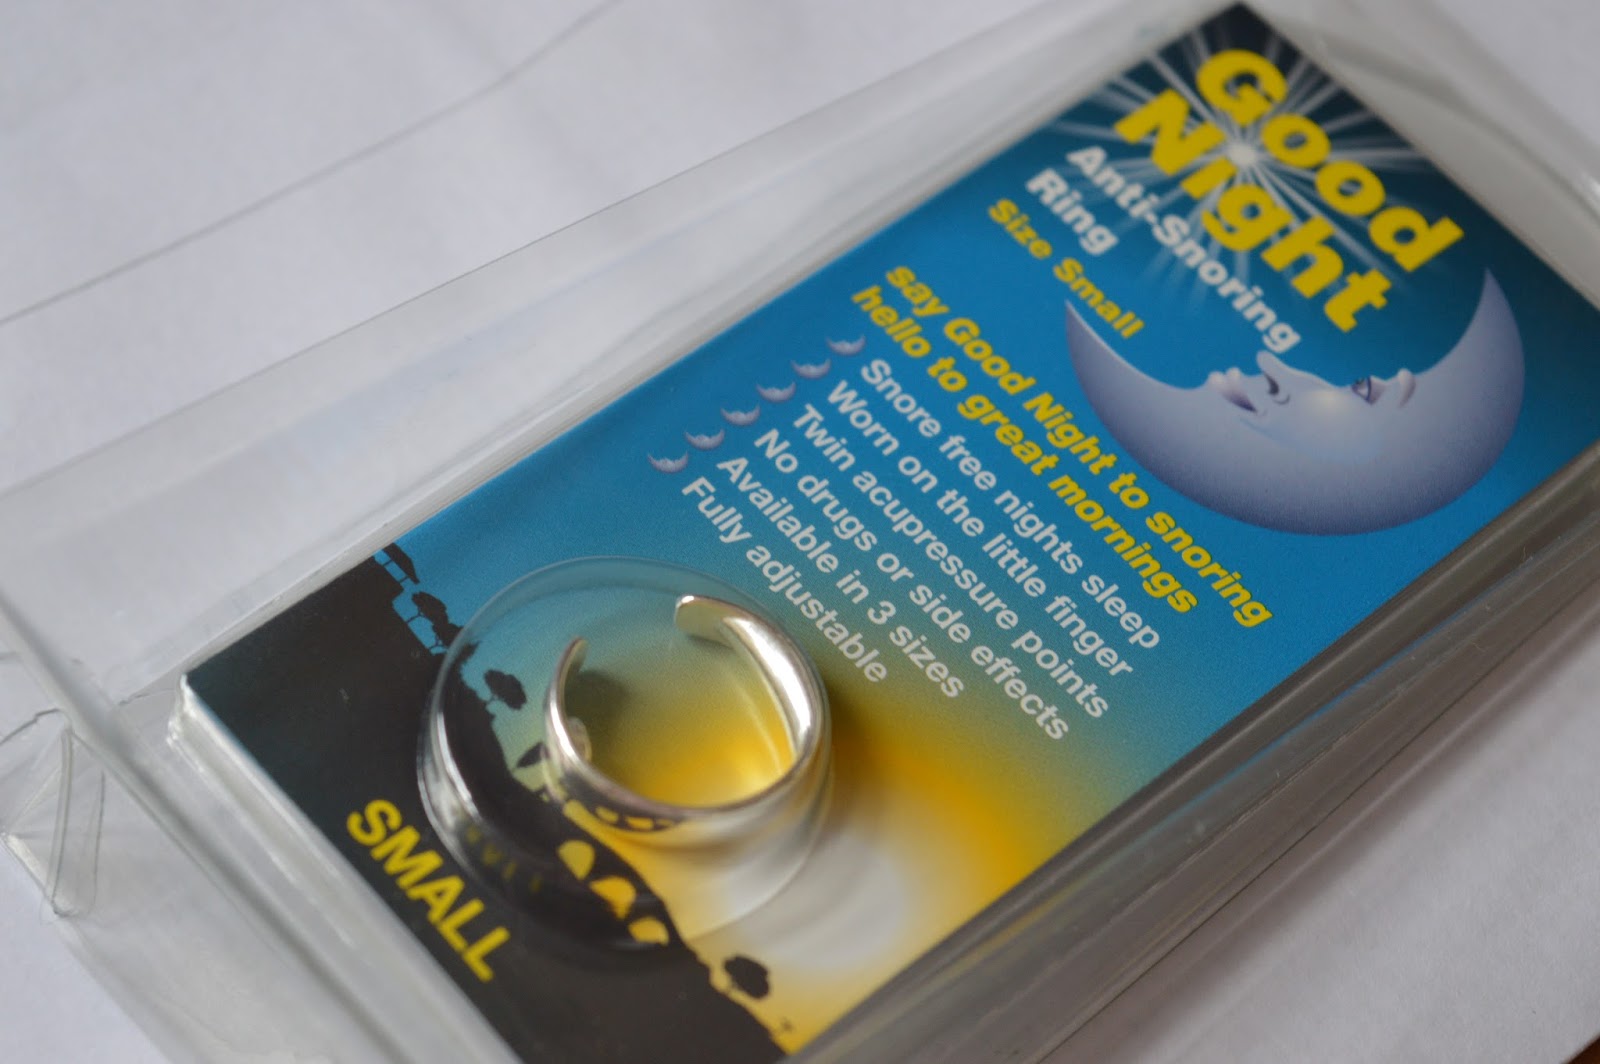 Good
Night
Anti-Snoring
Ring
Size Small
say Good Night to snoring
hello to great mornings
Snore free nights sleep
Worn on the little finger
Twin acupressure points
No drugs or side effects
Available in 3 sizes
Fully adjustable
SMALL